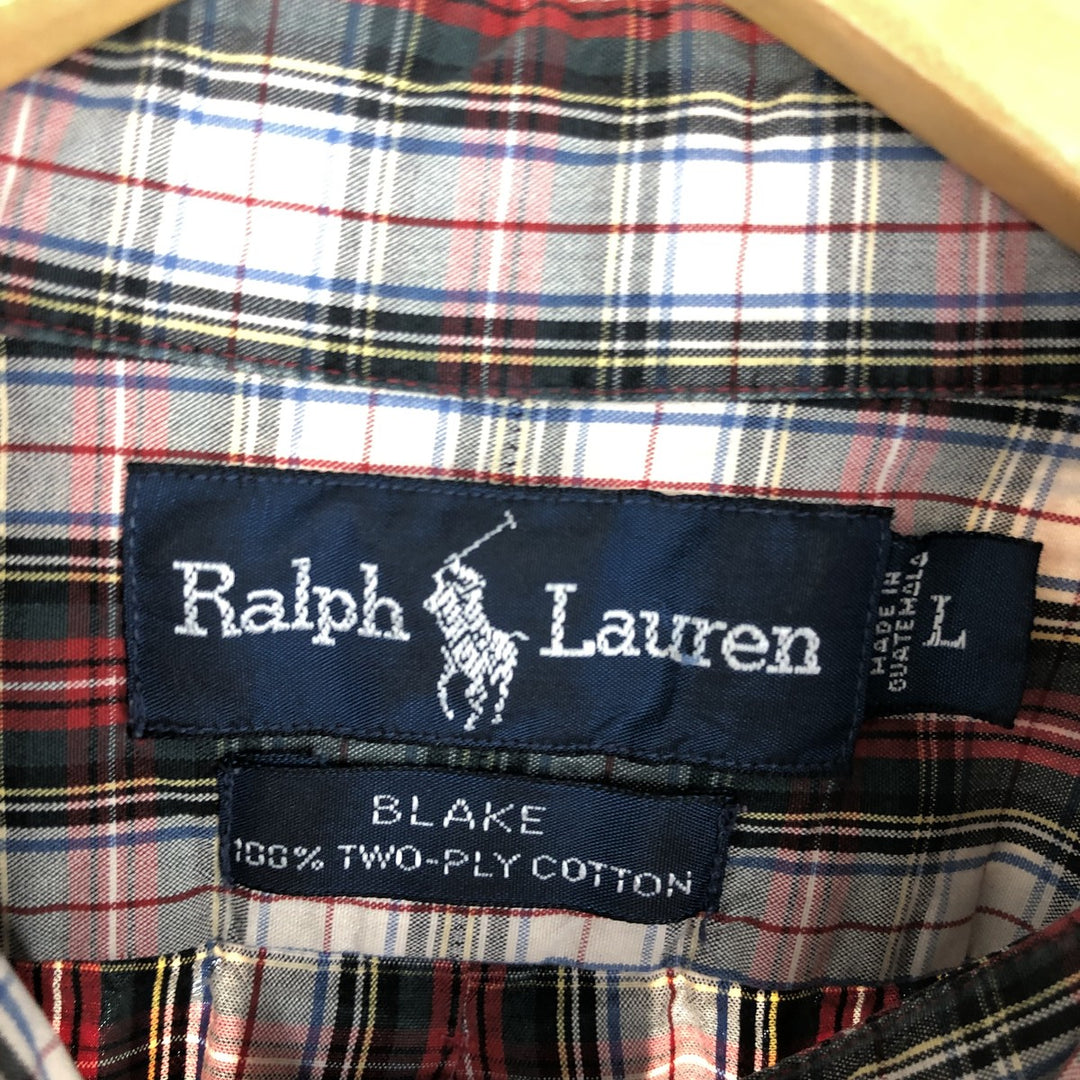 Ralph Lauren
MADE IN
GUATEMALA
L
BLAKE
100% TWO-PLY COTTON